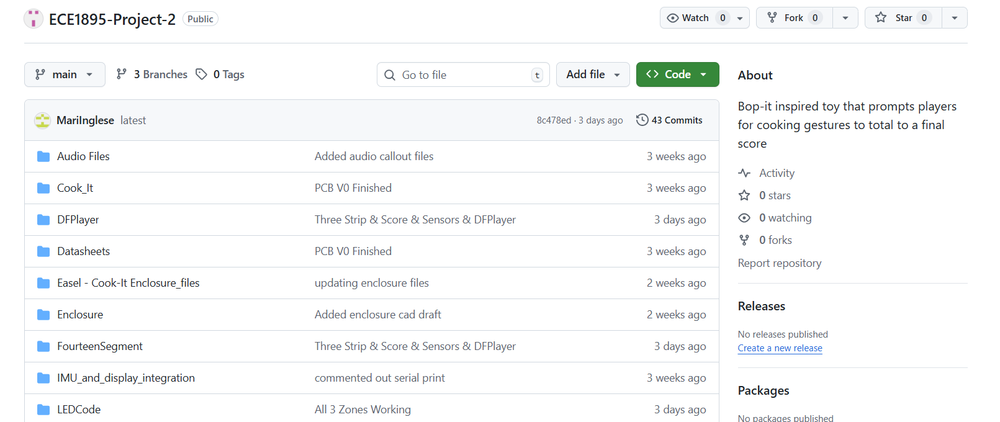 ECE1895-Project-2 Public Watch 0 Fork 0 Star 0
main 3 Branches 0 Tags Go to file t Add file Code
MariInglese latest 8c478ed · 3 days ago 43 Commits
Audio Files Added audio callout files 3 weeks ago
Cook_It PCB V0 Finished 3 weeks ago
DFPlayer Three Strip & Score & Sensors & DFPlayer 3 days ago
Datasheets PCB V0 Finished 3 weeks ago
Easel - Cook-It Enclosure_files updating enclosure files 2 weeks ago
Enclosure Added enclosure cad draft 2 weeks ago
FourteenSegment Three Strip & Score & Sensors & DFPlayer 3 days ago
IMU_and_display_integration commented out serial print 3 weeks ago
LEDCode All 3 Zones Working 3 days ago
About
Bop-it inspired toy that prompts players
for cooking gestures to total to a final
score
Activity
0 stars
0 watching
0 forks
Report repository
Releases
No releases published
Create a new release
Packages
No packages published